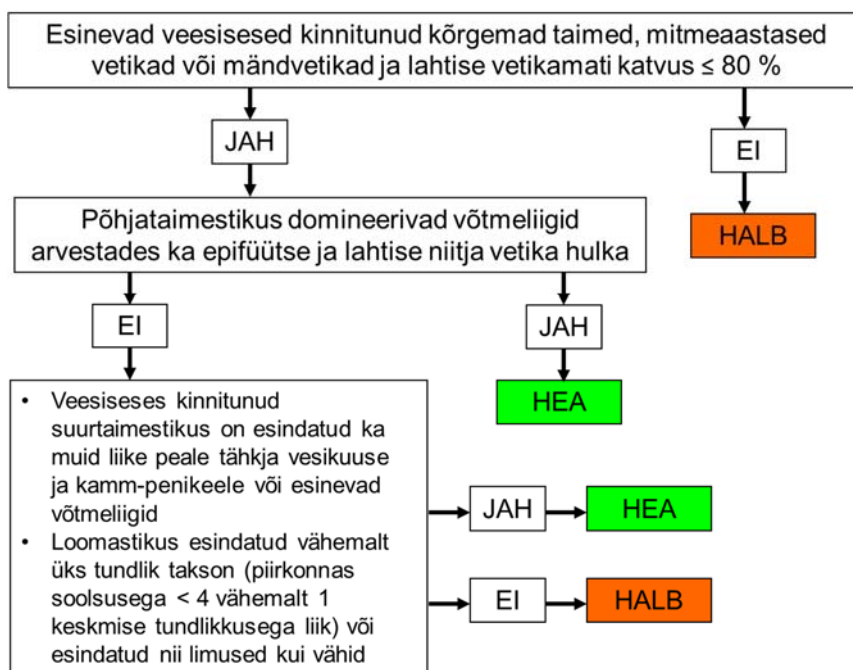 Esinevad veesisesed kinnitunud kõrgemad taimed, mitmeaastased
vetikad või mändvetikad ja lahtise vetikamati katvus ≤ 80 %
JAH
EI
HALB
Põhjataimestikus domineerivad võtmeliigid
arvestades ka epifüütse ja lahtise niitja vetika hulka
EI
JAH
HEA
• Veesiseses kinnitunud
suurtaimestikus on esindatud ka
muid liike peale tähkja vesikuuse
ja kamm-penikeele või esinevad
võtmeliigid
• Loomastikus esindatud vähemalt
üks tundlik takson (piirkonnas
soolsusega < 4 vähemalt 1
keskmise tundlikkusega liik) või
esindatud nii limused kui vähid
JAH
HEA
EI
HALB